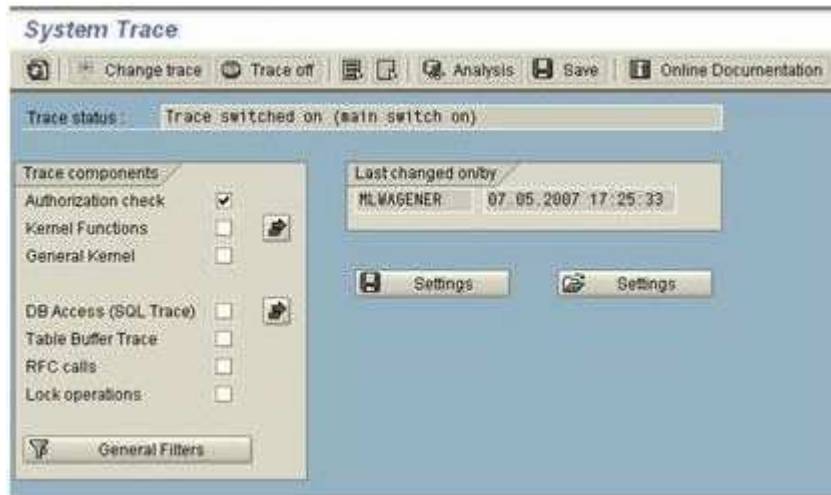 System Trace
Change trace Trace off Analysis Save Online Documentation
Trace status : Trace switched on (main switch on)
Trace components
Authorization check
Kernel Functions
General Kernel
DB Access (SQL Trace)
Table Buffer Trace
RFC calls
Lock operations
General Filters
Last changed on/by
MLWAGENER 07.05.2007 17:25:33
Settings Settings